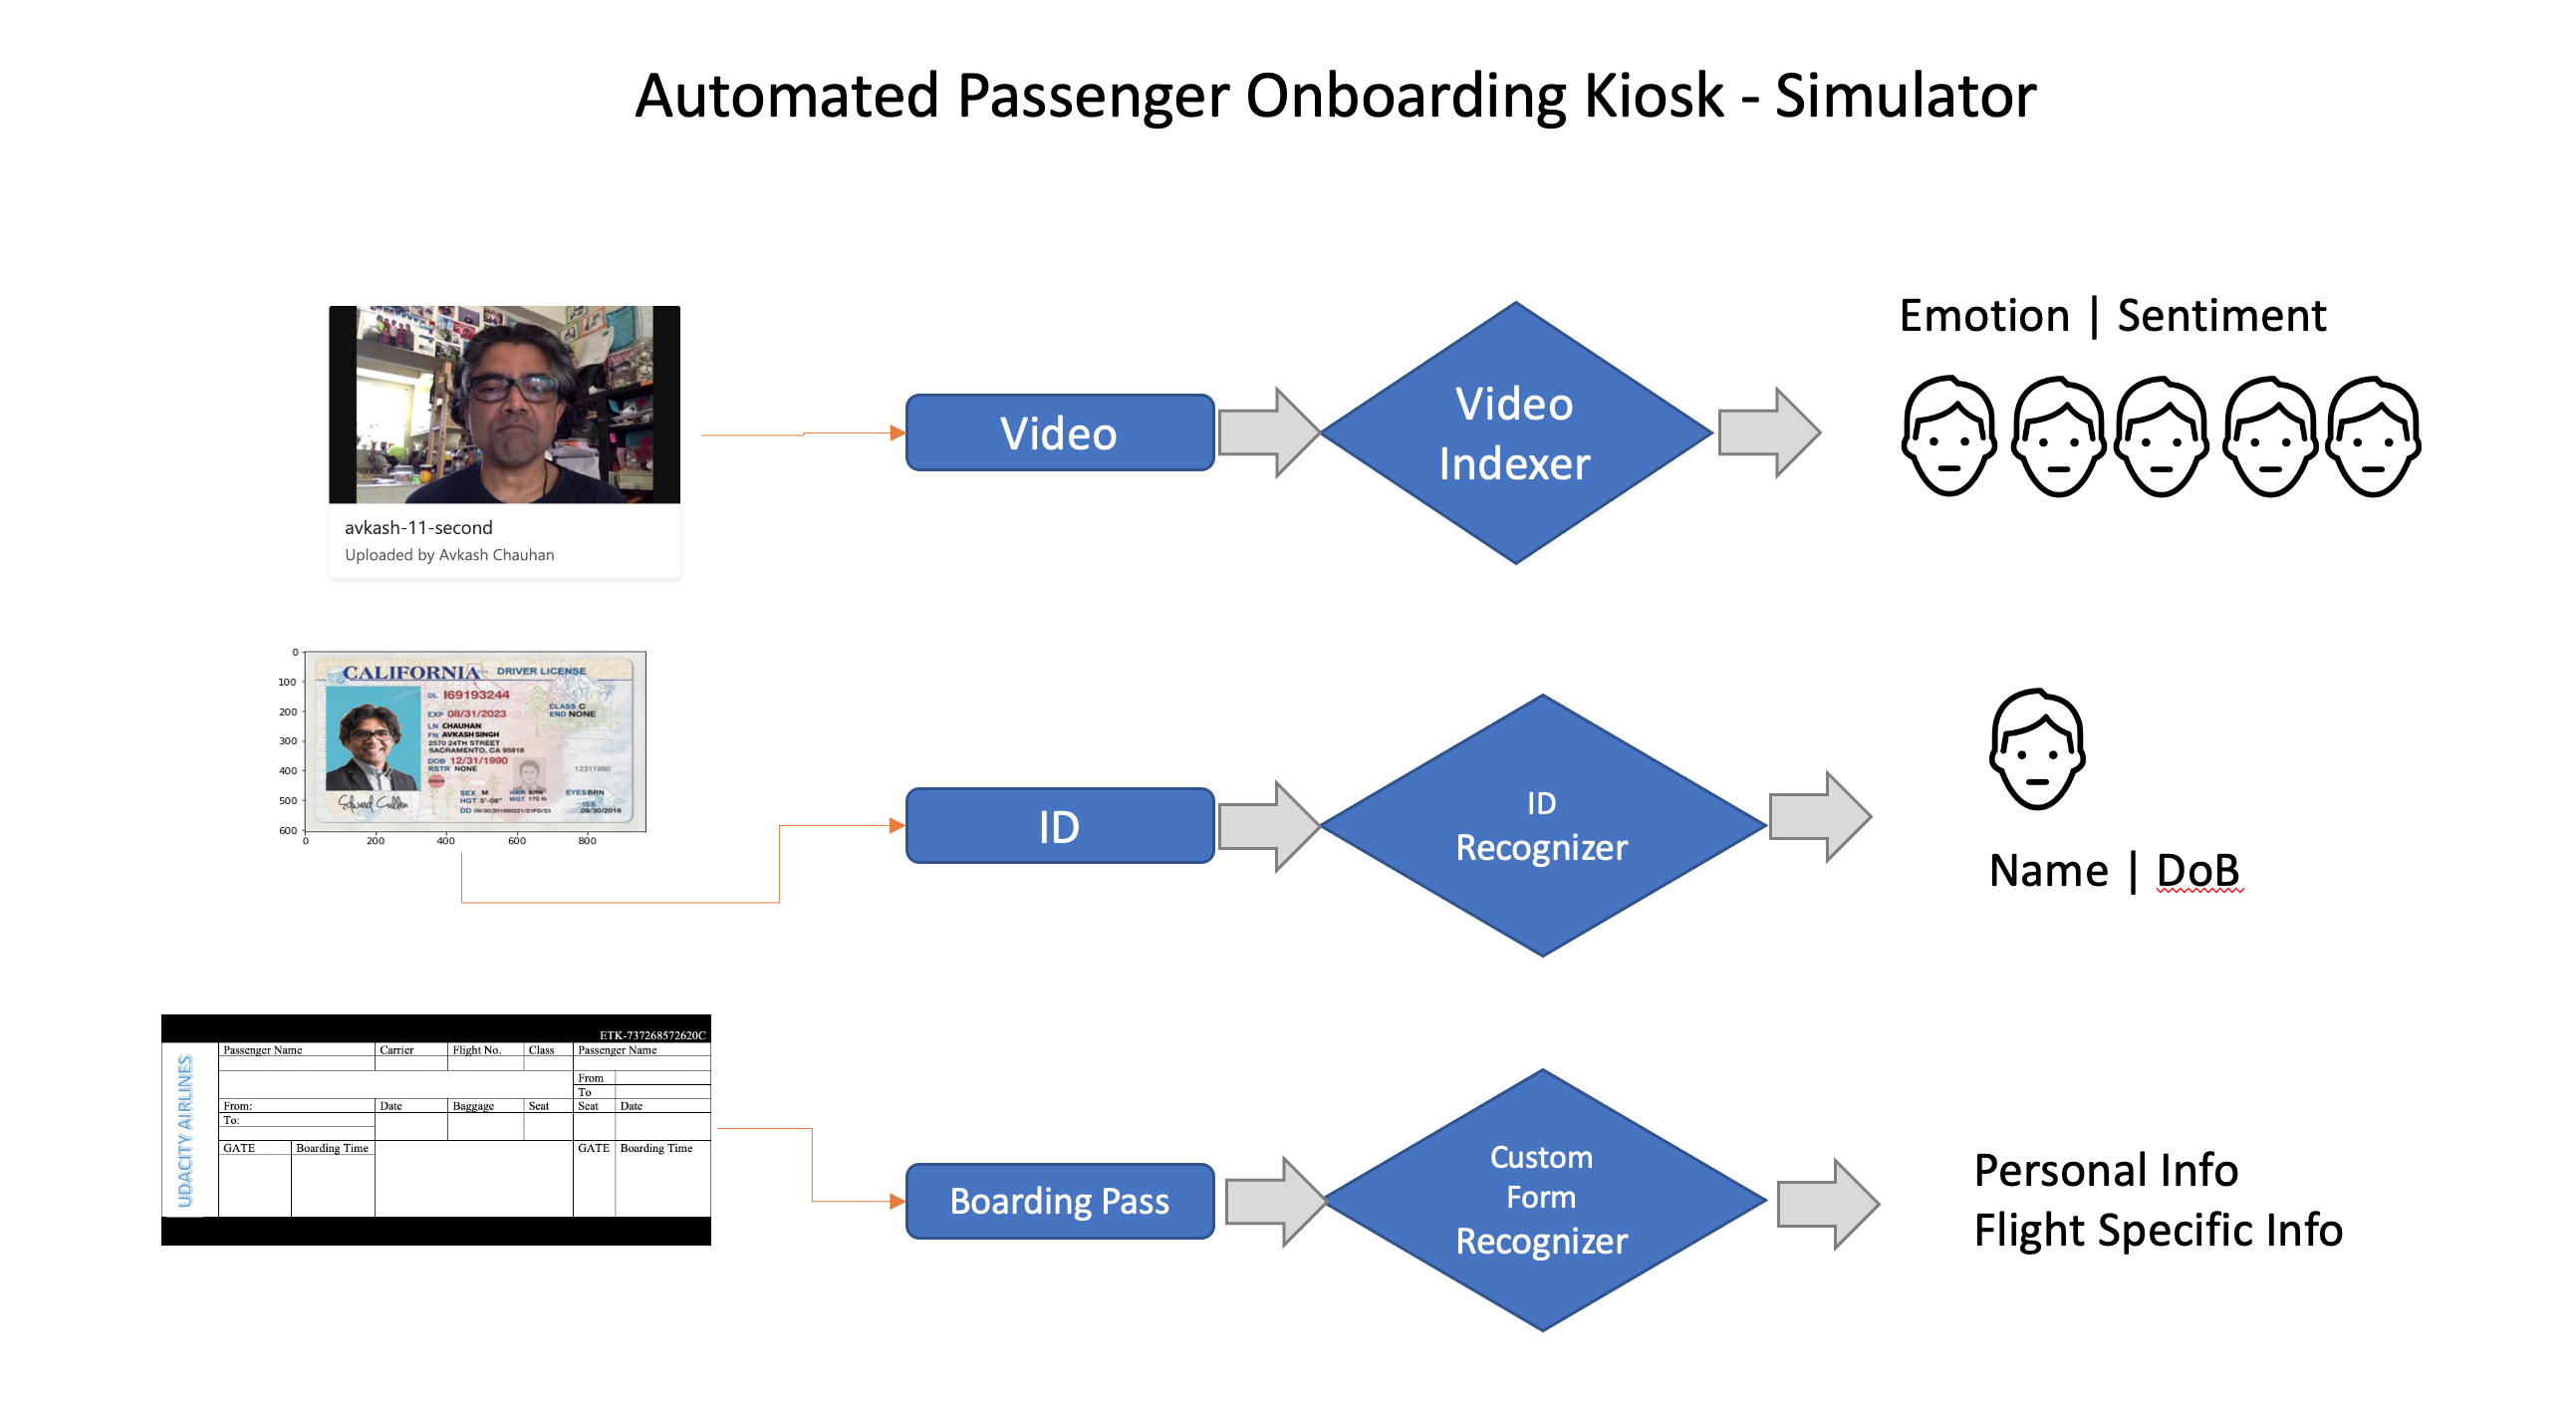 Automated Passenger Onboarding Kiosk - Simulator
avkash-11-second
Uploaded by Avkash Chauhan
Video
Video
Indexer
Emotion | Sentiment
0
100
200
300
400
500
600
0
200
400
600
800
CALIFORNIA USA DRIVER LICENSE
DL I69193244
EXP 08/31/2023
CLASS C
END NONE
LN CHAUHAN
FN AVKASH SINGH
2570 24TH STREET
SACRAMENTO, CA 95818
DOB 12/31/1990
RSTR NONE
12311990
DONOR
SEX M
HAIR BRN
EYES BRN
HGT 5'-08"
WGT 175 lb
ISS
DD 09/30/201860221/21FD/23
09/30/2018
Edward Cullen
ID
ID
Recognizer
Name | DoB
ETK-737268572620C
UDACITY AIRLINES
Passenger Name Carrier Flight No. Class Passenger Name
From
To
From: Date Baggage Seat Seat Date
To:
GATE Boarding Time GATE Boarding Time
Boarding Pass
Custom
Form
Recognizer
Personal Info
Flight Specific Info